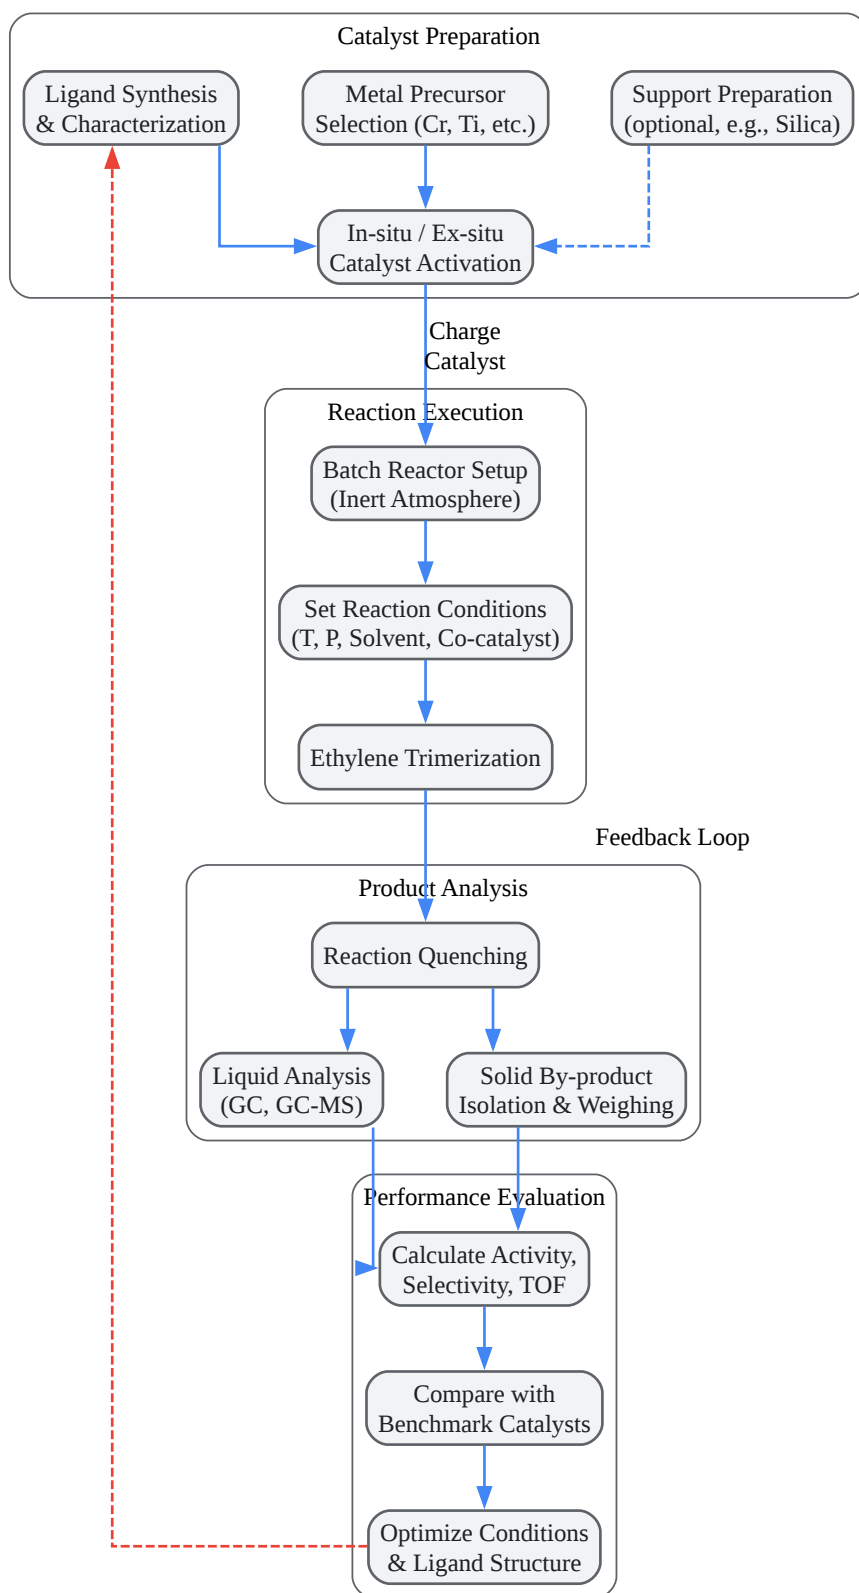 Catalyst Preparation
Ligand Synthesis
& Characterization
Metal Precursor
Selection (Cr, Ti, etc.)
Support Preparation
(optional, e.g., Silica)
In-situ / Ex-situ
Catalyst Activation
Charge
Catalyst
Reaction Execution
Batch Reactor Setup
(Inert Atmosphere)
Set Reaction Conditions
(T, P, Solvent, Co-catalyst)
Ethylene Trimerization
Feedback Loop
Product Analysis
Reaction Quenching
Liquid Analysis
(GC, GC-MS)
Solid By-product
Isolation & Weighing
Performance Evaluation
Calculate Activity,
Selectivity, TOF
Compare with
Benchmark Catalysts
Optimize Conditions
& Ligand Structure